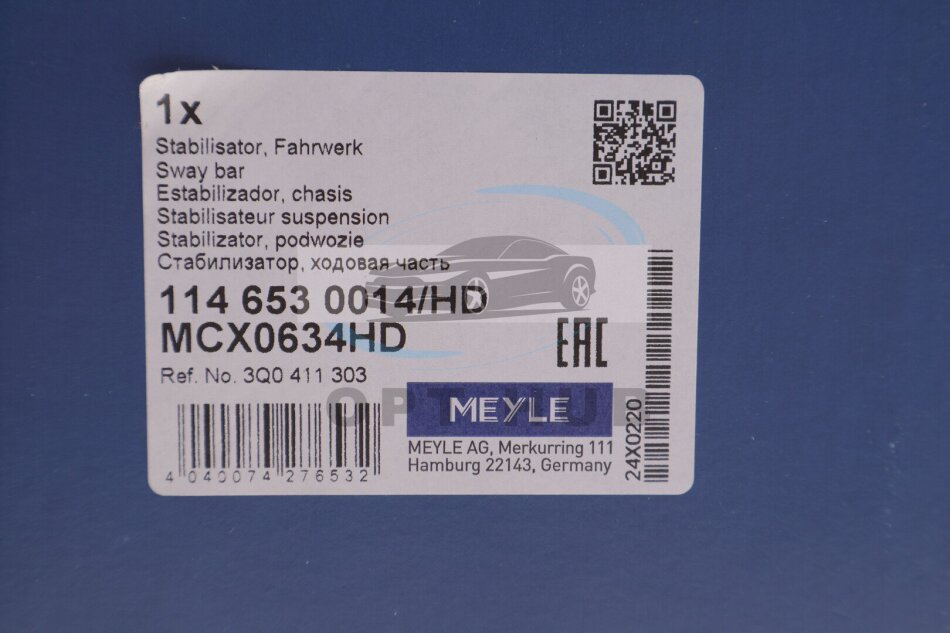 1x
Stabilisator, Fahrwerk
Sway bar
Estabilizador, chasis
Stabilisateur suspension
Stabilizator, podwozie
Стабилизатор, ходовая часть
114 653 0014/HD
MCX0634HD
Ref. No. 3Q0 411 303
EAC
MEYLE
MEYLE AG, Merkurring 111
Hamburg 22143, Germany
4 040074 276532
24X0220